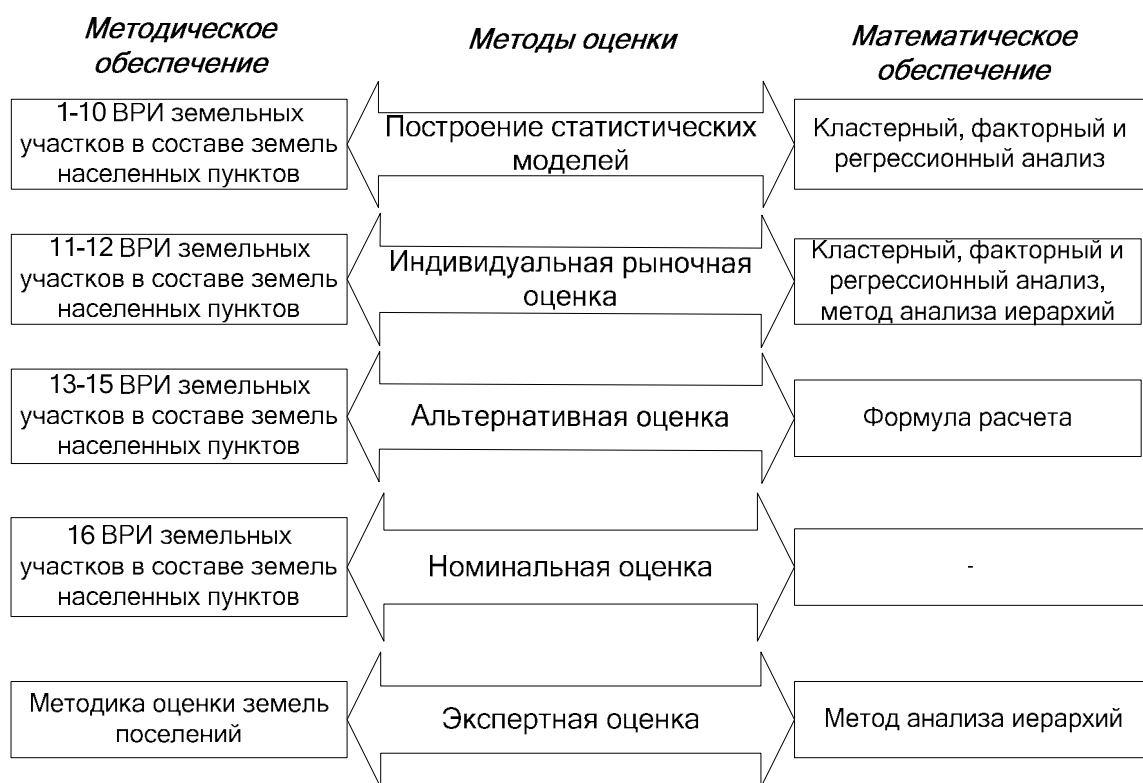 Методическое
обеспечение
Методы оценки
Математическое
обеспечение
1-10 ВРИ земельных
участков в составе земель
населенных пунктов
Построение статистических
моделей
Кластерный, факторный и
регрессионный анализ
11-12 ВРИ земельных
участков в составе земель
населенных пунктов
Индивидуальная рыночная
оценка
Кластерный, факторный и
регрессионный анализ,
метод анализа иерархий
13-15 ВРИ земельных
участков в составе земель
населенных пунктов
Альтернативная оценка
Формула расчета
16 ВРИ земельных
участков в составе земель
населенных пунктов
Номинальная оценка
-
Методика оценки земель
поселений
Экспертная оценка
Метод анализа иерархий